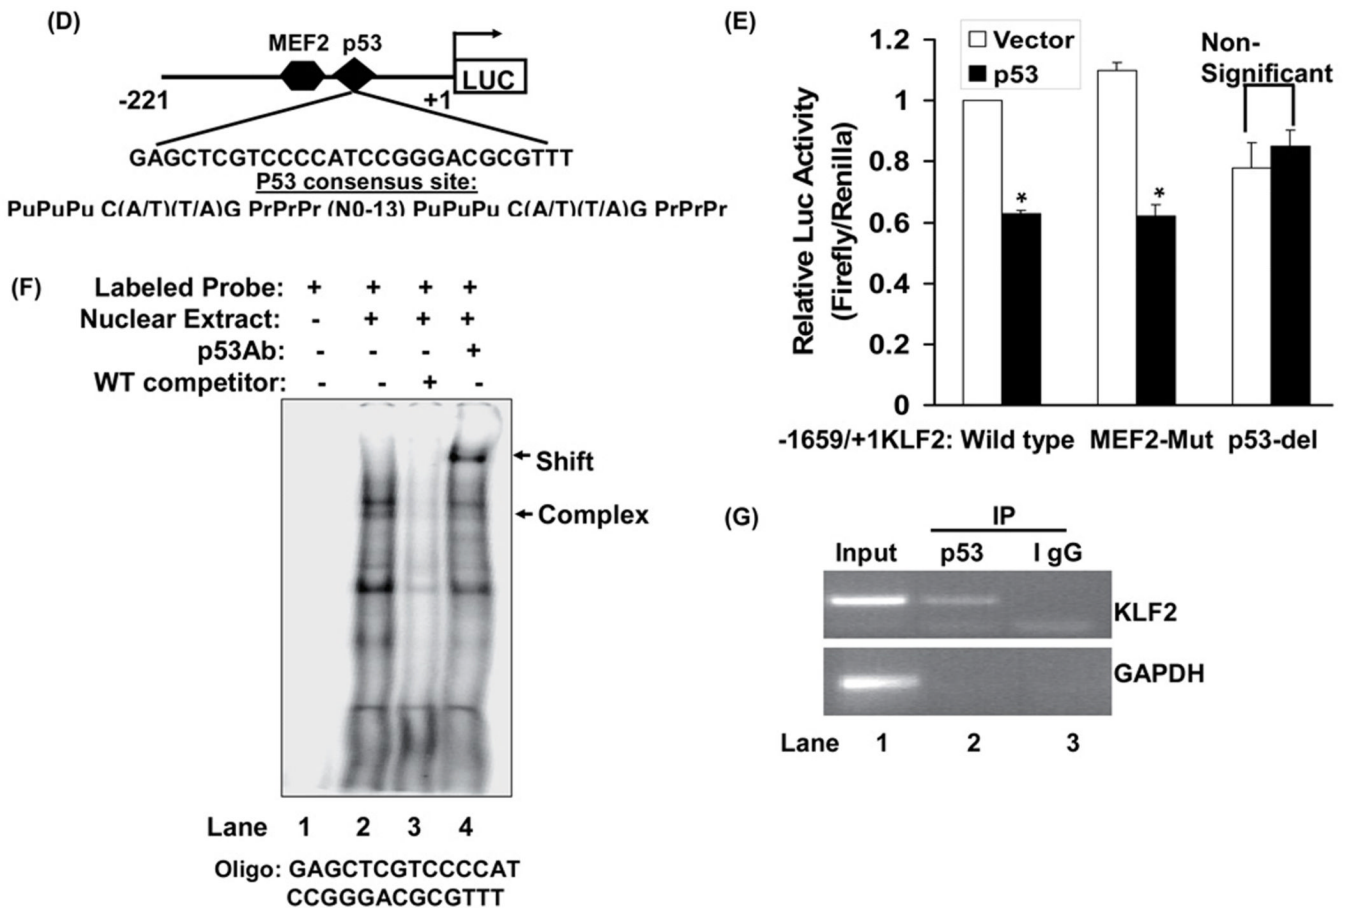 (D)
MEF2 p53
LUC
-221
+1
GAGCTCGTCCCCATCCGGGACGCGTTT
P53 consensus site:
PuPuPu C(A/T)(T/A)G PrPrPr (N0-13) PuPuPu C(A/T)(T/A)G PrPrPr
(E)
Vector
p53
Non-
Significant
Relative Luc Activity
(Firefly/Renilla)
1.2
1
0.8
0.6
0.4
0.2
0
*
*
-1659/+1KLF2: Wild type MEF2-Mut p53-del
(F)
Labeled Probe: + + + +
Nuclear Extract: - + + +
p53Ab: - - - +
WT competitor: - - + -
Shift
Complex
Lane 1 2 3 4
Oligo: GAGCTCGTCCCCAT
CCGGGACGCGTTT
(G)
IP
Input p53 I gG
KLF2
GAPDH
Lane 1 2 3